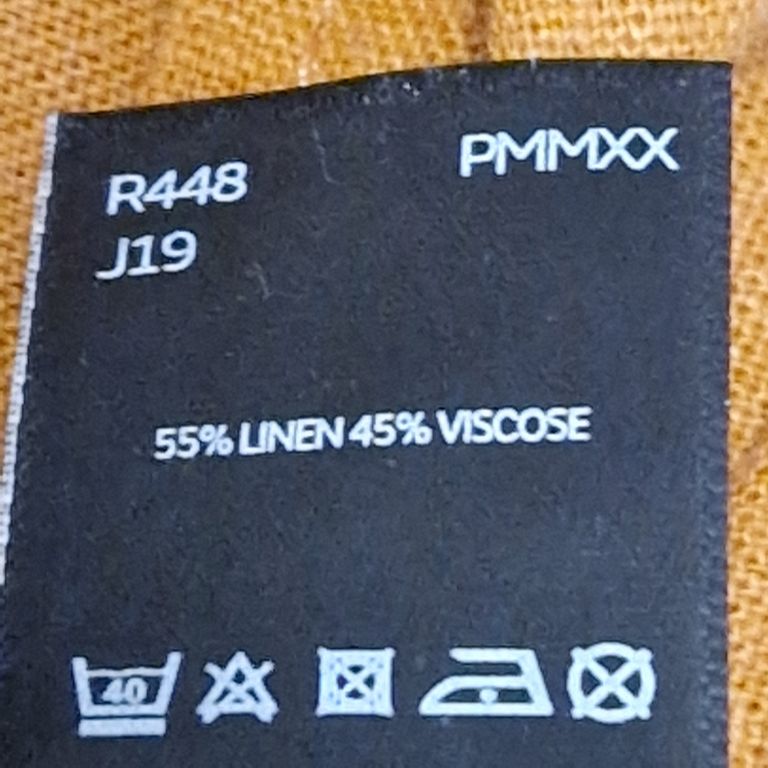 R448 PMMXX
J19
55% LINEN 45% VISCOSE
40